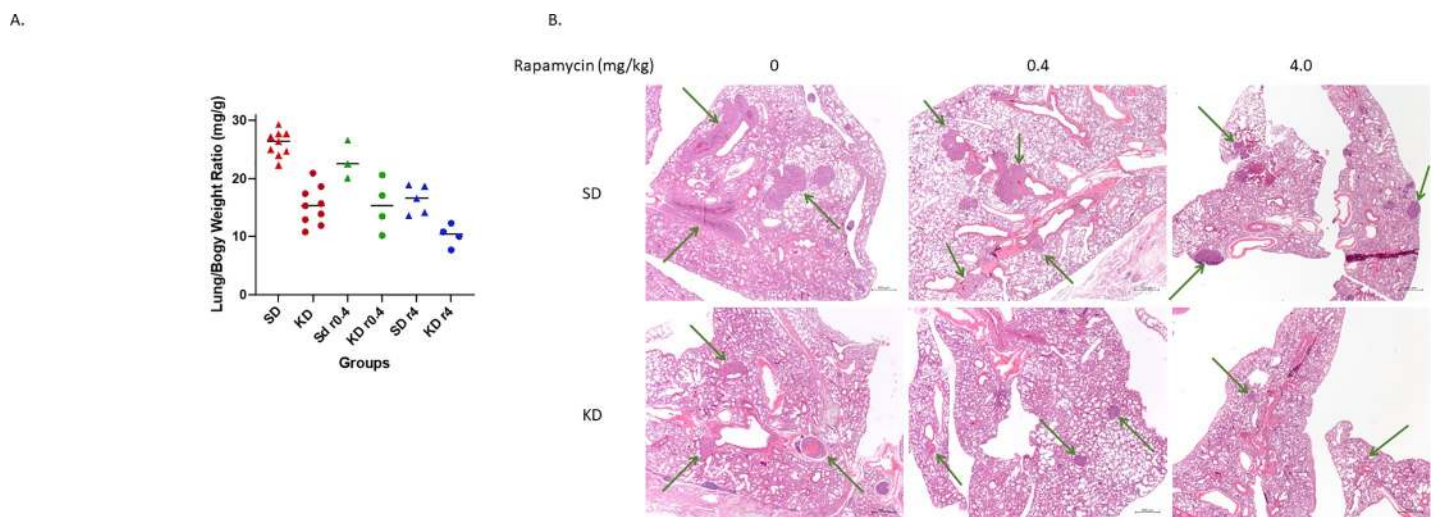 A.
B.
Rapamycin (mg/kg)
0
0.4
4.0
Lung/Body Weight Ratio (mg/g)
30
20
10
0
SD
KD
Sd r0.4
KD r0.4
SD r4
KD r4
Groups
SD
KD